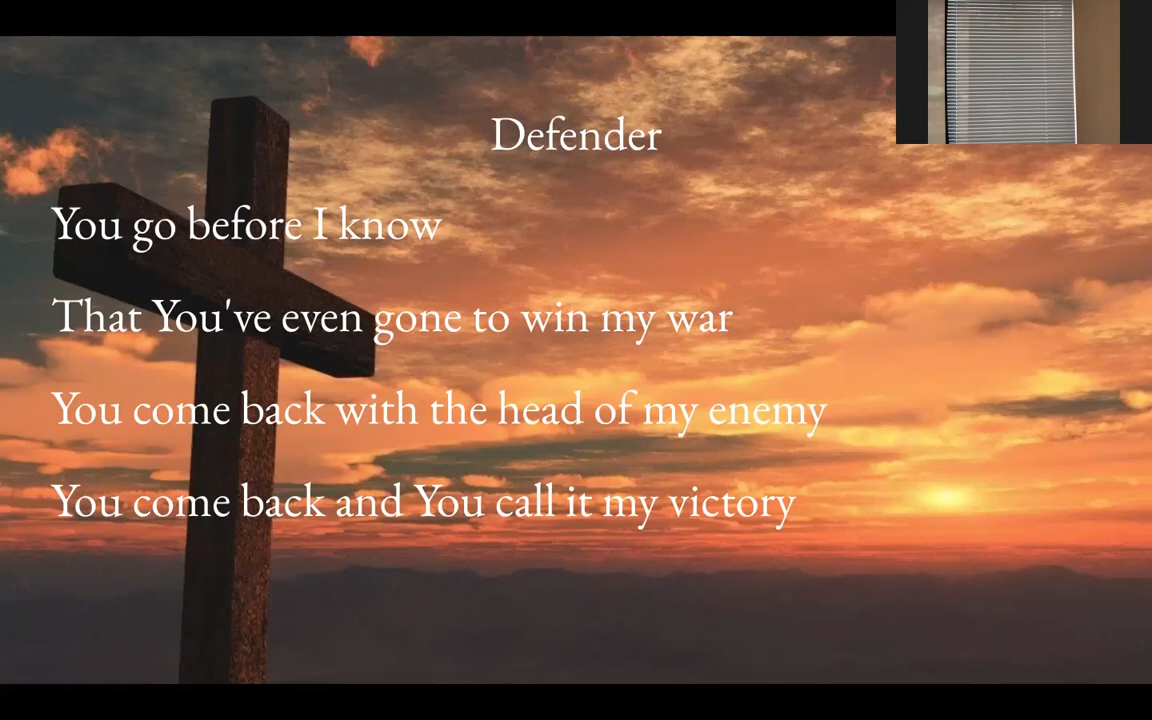 Defender
You go before I know
That You've even gone to win my war
You come back with the head of my enemy
You come back and You call it my victory